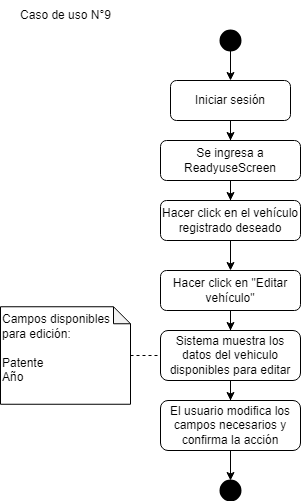 Caso de uso N°9
Iniciar sesión
Se ingresa a
ReadyuseScreen
Hacer click en el vehículo
registrado deseado
Hacer click en "Editar
vehículo"
Campos disponibles
para edición:
Patente
Año
Sistema muestra los
datos del vehiculo
disponibles para editar
El usuario modifica los
campos necesarios y
confirma la acción